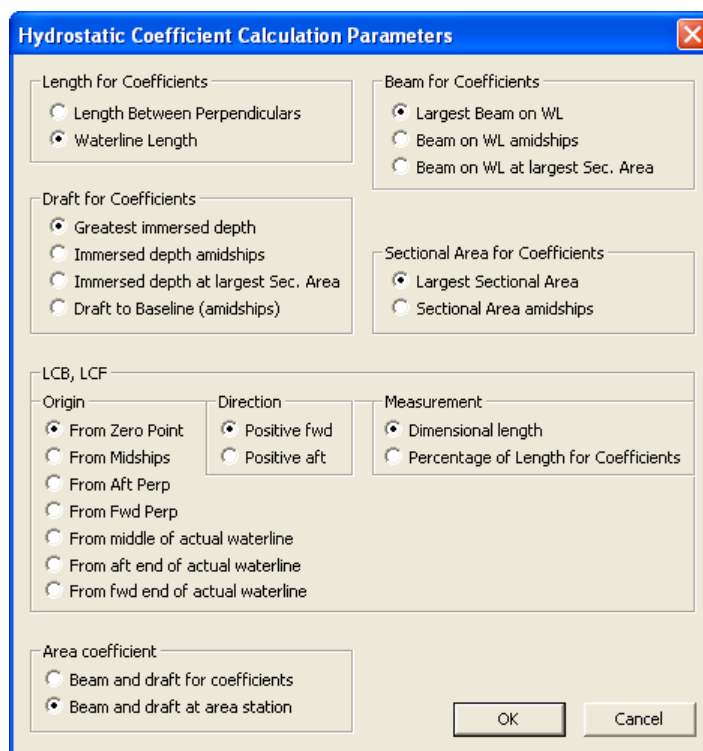 Hydrostatic Coefficient Calculation Parameters
Length for Coefficients
Length Between Perpendiculars
Waterline Length
Beam for Coefficients
Largest Beam on WL
Beam on WL amidships
Beam on WL at largest Sec. Area
Draft for Coefficients
Greatest immersed depth
Immersed depth amidships
Immersed depth at largest Sec. Area
Draft to Baseline (amidships)
Sectional Area for Coefficients
Largest Sectional Area
Sectional Area amidships
LCB, LCF
Origin
From Zero Point
From Midships
From Aft Perp
From Fwd Perp
From middle of actual waterline
From aft end of actual waterline
From fwd end of actual waterline
Direction
Positive fwd
Positive aft
Measurement
Dimensional length
Percentage of Length for Coefficients
Area coefficient
Beam and draft for coefficients
Beam and draft at area station
OK
Cancel